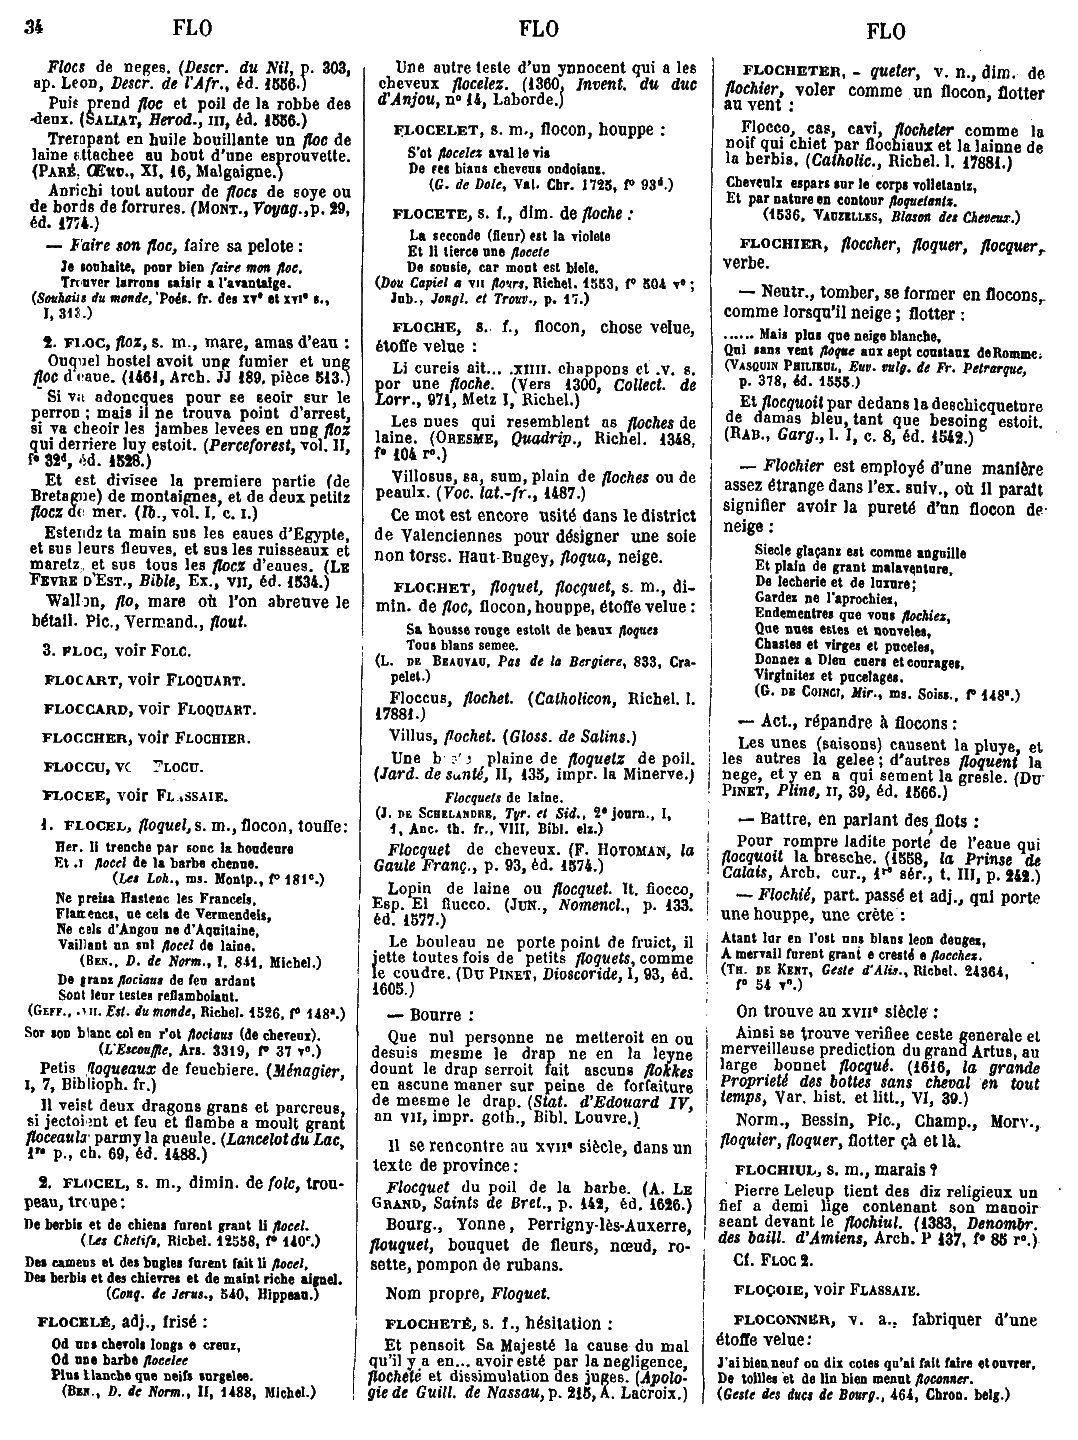 34 FLO FLO FLO
Flocs de neges. (Descr. du Nil, p. 303,
ap. Leon, Descr. de l'Afr., éd. 1556.)
Puis prend floc et poil de la robbe des
deux. (SALIAT, Herod., III, éd. 1556.)
Trempant en huile bouillante un floc de
laine attachee au bout d'une esprouvette.
(PARÉ, Œuv., XI, 16, Malgaigne.)
Anrichi tout autour de flocs de soye ou
de bords de forrures. (MONT., Voyag., p. 29,
éd. 1774.)
— Faire son floc, faire sa pelote :
Je souhaite, pour bien faire mon floc,
Trouver larrons saisir a l'avantaige.
(Souhais du monde, Poés. fr. des xve et xvie s.,
I, 313.)
2. FLOC, floz, s. m., mare, amas d'eau :
Ouquel hostel avoit ung fumier et ung
floc d'eaue. (1461, Arch. JJ 189, pièce 513.)
Si va adoncques pour se seoir sur le
perron ; mais il ne trouva point d'arrest,
si va cheoir les jambes levees en ung floz
qui derriere luy estoit. (Perceforest, vol. II,
f° 32d, éd. 1528.)
Et est divisee la premiere partie (de
Bretagne) de montaignes, et de deux petitz
flocz de mer. (Ib., vol. I, c. I.)
Estendz ta main sus les eaues d'Egypte,
et sus leurs fleuves, et sus les ruisseaux et
maretz et sus tous les flocz d'eaues. (LE
FEVRE D'EST., Bible, Ex., VII, éd. 1534.)
Wallon, flo, mare où l'on abreuve le
bétail. Pic., Vermand., flout.
3. FLOC, voir FOLC.
FLOCART, voir FLOQUART.
FLOCCARD, voir FLOQUART.
FLOCCHER, voir FLOCHIER.
FLOCCU, FLOCU.
FLOCEE, voir FLASSAIE.
1. FLOCEL, floquel, s. m., flocon, touffe:
Her. li trenche par sonc la houdeure
Et flocel de la barbe chenue.
(Les Loh., ms. Montp., f° 181c.)
Ne preisa Hastenc les Franceis,
Flamencs, ne cels de Vermendeis,
Ne cels d'Angou ne d'Aquitaine,
Vaillant un sul flocel de laine.
(BEN., D. de Norm., I, 841, Michel.)
De granz flociaus de feu ardant
Sont leur testes reflamboiant.
(GEFF., .VII. Est. du monde, Richel. 1526, f° 148a.)
Sor son blanc col en r'ot flociaus (de cheveux).
(L'Escouffle, Ars. 3319, f° 37 v°.)
Petis floqueaux de feuchiere. (Ménagier,
I, 7, Biblioph. fr.)
Il veist deux dragons grans et parcreus,
si jectoient et feu et flambe a moult grant
floceaulx parmy la gueule. (Lancelot du Lac,
1re p., ch. 69, éd. 1488.)
2. FLOCEL, s. m., dimin. de folc, trou-
peau, troupe :
De berbis et de chiens furent grant li flocel.
(Les Chetifs, Richel. 12558, f° 140c.)
Des cameus et des bugles furent fait li flocel,
Des berbis et des chievres et de maint riche aignel.
(Conq. de Jerus., 540, Hippeau.)
FLOCELÉ, adj., frisé :
Od uns chevols longs e creuz,
Od une barbe flocelee
Plus blanche que neifs surgelee.
(BEN., D. de Norm., II, 1488, Michel.)
Une autre teste d'un ynnocent qui a les
cheveux flocelez. (1360, Invent. du duc
d'Anjou, n° 14, Laborde.)
FLOCELET, s. m., flocon, houppe :
S'ot flocelez aval le vis
De ses biaus cheveus ondoianz.
(G. de Dole, Vat. Chr. 1725, f° 93d.)
FLOCETE, s. f., dim. de floche :
La seconde (fleur) est la violete
Et li tierce une flocete
De sousie, car mout est blele.
(Dou Capiel a VII flours, Richel. 1553, f° 504 v° ;
Jub., Jongl. et Trouv., p. 17.)
FLOCHE, s. f., flocon, chose velue,
étoffe velue :
Li cureis ait... .XIIII. chappons et .v. s.
por une floche. (Vers 1300, Collect. de
Lorr., 971, Metz I, Richel.)
Les nues qui resemblent as floches de
laine. (ORESME, Quadrip., Richel. 1348,
f° 104 r°.)
Villosus, sa, sum, plain de floches ou de
peaulx. (Voc. lat.-fr., 1487.)
Ce mot est encore usité dans le district
de Valenciennes pour désigner une soie
non torse. Haut-Bugey, floqua, neige.
FLOCHET, floquet, flocquet, s. m., di-
min. de floc, flocon, houppe, étoffe velue :
Sa housse rouge estoit de beaux floques
Tous blans semee.
(L. DE BEAUVAU, Pas de la Bergiere, 833, Cra-
pelet.)
Floccus, flochet. (Catholicon, Richel. l.
17881.)
Villus, flochet. (Gloss. de Salins.)
Une plaine de floquetz de poil.
(Jard. de santé, II, 135, impr. la Minerve.)
Flocquets de laine.
(J. DE SCHELANDRE, Tyr. et Sid., 2e journ., I,
1, Anc. th. fr., VIII, Bibl. elz.)
Flocquet de cheveux. (F. HOTOMAN, la
Gaule Franç., p. 93, éd. 1574.)
Lopin de laine ou flocquet. It. fiocco,
Esp. El flucco. (JUN., Nomencl., p. 133.
éd. 1577.)
Le bouleau ne porte point de fruict, il
jette toutes fois de petits floquets, comme
le coudre. (DU PINET, Dioscoride, I, 93, éd.
1605.)
— Bourre :
Que nul personne ne metteroit en ou
desuis mesme le drap ne en la leyne
dount le drap serroit fait ascuns flokkes
en ascune maner sur peine de forfaiture
de mesme le drap. (Stat. d'Edouard IV,
an VII, impr. goth., Bibl. Louvre.)
Il se rencontre au XVIIe siècle, dans un
texte de province :
Flocquet du poil de la barbe. (A. LE
GRAND, Saints de Bret., p. 142, éd. 1626.)
Bourg., Yonne, Perrigny-lès-Auxerre,
flouquet, bouquet de fleurs, nœud, ro-
sette, pompon de rubans.
Nom propre, Floquet.
FLOCHETÉ, s. f., hésitation :
Et pensoit Sa Majesté la cause du mal
qu'il y a en... avoir esté par la negligence,
flocheté et dissimulation des juges. (Apolo-
gie de Guill. de Nassau, p. 215, A. Lacroix.)
FLOCHETER, - queter, v. n., dim. de
flochier, voler comme un flocon, flotter
au vent :
Flocco, cas, cavi, flocheter comme la
noif qui chiet par flochiaux et la lainne de
la berbis. (Catholic., Richel. l. 17881.)
Cheveulx espars sur le corps volletantz,
Et par nature en contour floquetantz.
(1536, VAUZELLES, Blason des Cheveux.)
FLOCHIER, floccher, floquer, flocquer,
verbe.
— Neutr., tomber, se former en flocons,
comme lorsqu'il neige ; flotter :
...... Mais plus que neige blanche,
Qui sans vent floque aux sept coustaux de Romme.
(VASQUIN PHILIEUL, Euv. vulg. de Fr. Petrarque,
p. 378, éd. 1555.)
Et flocquoit par dedans la deschicqueture
de damas bleu, tant que besoing estoit.
(RAB., Garg., l. I, c. 8, éd. 1542.)
— Flochier est employé d'une manière
assez étrange dans l'ex. suiv., où il paraît
signifier avoir la pureté d'un flocon de
neige :
Siecle glaçanz est comme anguille
Et plain de grant malaventure,
De lecherie et de luxure;
Gardez ne l'aprochiez,
Endementres que vous flochiez,
Que nues estes et nouveles,
Chastes et virges et puceles,
Donnez a Dieu cuers et courages,
Virginitez et pucelages.
(G. DE COINCI, Mir., ms. Soiss., f° 148a.)
— Act., répandre à flocons :
Les unes (saisons) causent la pluye, et
les autres la gelee ; d'autres floquent la
nege, et y en a qui sement la gresle. (DU
PINET, Pline, II, 39, éd. 1566.)
— Battre, en parlant des flots :
Pour rompre ladite porte de l'eaue qui
flocquoit la bresche. (1558, la Prinse de
Calais, Arch. cur., 1re sér., t. III, p. 242.)
— Flochié, part. passé et adj., qui porte
une houppe, une crête :
Atant lur en l'ost uns blans leon deugez,
A mervail furent grant e cresté e flocchez.
(TH. DE KENT, Geste d'Alis., Richel. 24364,
f° 54 v°.)
On trouve au XVIIe siècle :
Ainsi se trouve verifiee ceste generale et
merveilleuse prediction du grand Artus, au
large bonnet flocqué. (1616, la grande
Proprieté des bottes sans cheval en tout
temps, Var. hist. et litt., VI, 39.)
Norm., Bessin, Pic., Champ., Morv.,
floquier, floquer, flotter çà et là.
FLOCHIUL, s. m., marais ?
Pierre Leleup tient des diz religieux un
fief a demi lige contenant son manoir
seant devant le flochiul. (1383, Denombr.
des baill. d'Amiens, Arch. P 137, f° 85 r°.)
Cf. FLOC 2.
FLOÇOIE, voir FLASSAIE.
FLOCONNER, v. a., fabriquer d'une
étoffe velue:
J'ai bien neuf ou dix cotes qu'ai fait faire et ouvrer,
De toilles et de lin bien menut floconner.
(Geste des ducs de Bourg., 464, Chron. belg.)